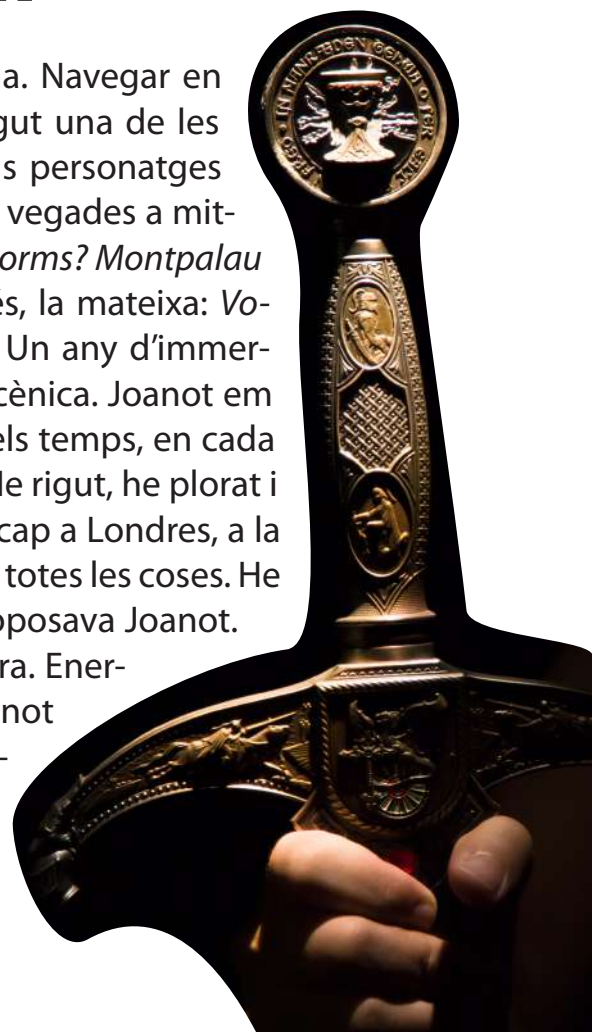 a. Navegar en
gut una de les
s personatges
vegades a mit-
orms? Montpalau
és, la mateixa: Vo-
Un any d’immer-
cènica. Joanot em
els temps, en cada
He rigut, he plorat i
cap a Londres, a la
totes les coses. He
oposava Joanot.
ra. Ener-
not
-